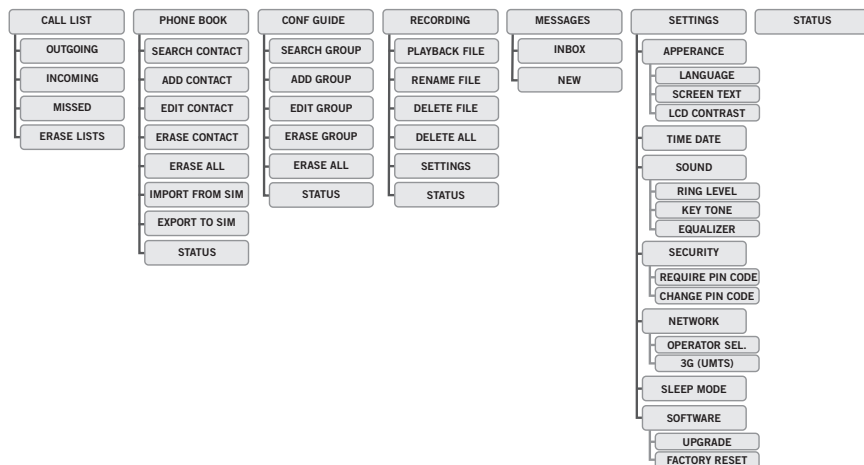 CALL LIST
OUTGOING
INCOMING
MISSED
ERASE LISTS
PHONE BOOK
SEARCH CONTACT
ADD CONTACT
EDIT CONTACT
ERASE CONTACT
ERASE ALL
IMPORT FROM SIM
EXPORT TO SIM
STATUS
CONF GUIDE
SEARCH GROUP
ADD GROUP
EDIT GROUP
ERASE GROUP
ERASE ALL
STATUS
RECORDING
PLAYBACK FILE
RENAME FILE
DELETE FILE
DELETE ALL
SETTINGS
STATUS
MESSAGES
INBOX
NEW
SETTINGS
APPERANCE
LANGUAGE
SCREEN TEXT
LCD CONTRAST
TIME DATE
SOUND
RING LEVEL
KEY TONE
EQUALIZER
SECURITY
REQUIRE PIN CODE
CHANGE PIN CODE
NETWORK
OPERATOR SEL.
3G (UMTS)
SLEEP MODE
SOFTWARE
UPGRADE
FACTORY RESET
STATUS